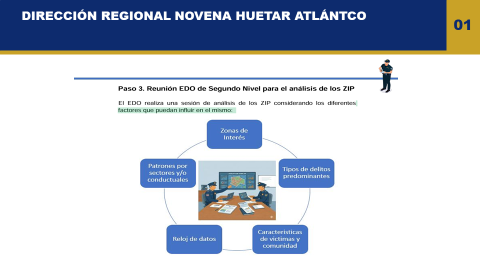 DIRECCIÓN REGIONAL NOVENA HUETAR ATLÁNTCO
01
Paso 3. Reunión EDO de Segundo Nivel para el análisis de los ZIP
El EDO realiza una sesión de análisis de los ZIP considerando los diferentes
factores que puedan influir en el mismo:
Zonas de
Interés
Patrones por
sectores y/o
conductuales
Tipos de delitos
predominantes
Reloj de datos
Características
de víctimas y
comunidad